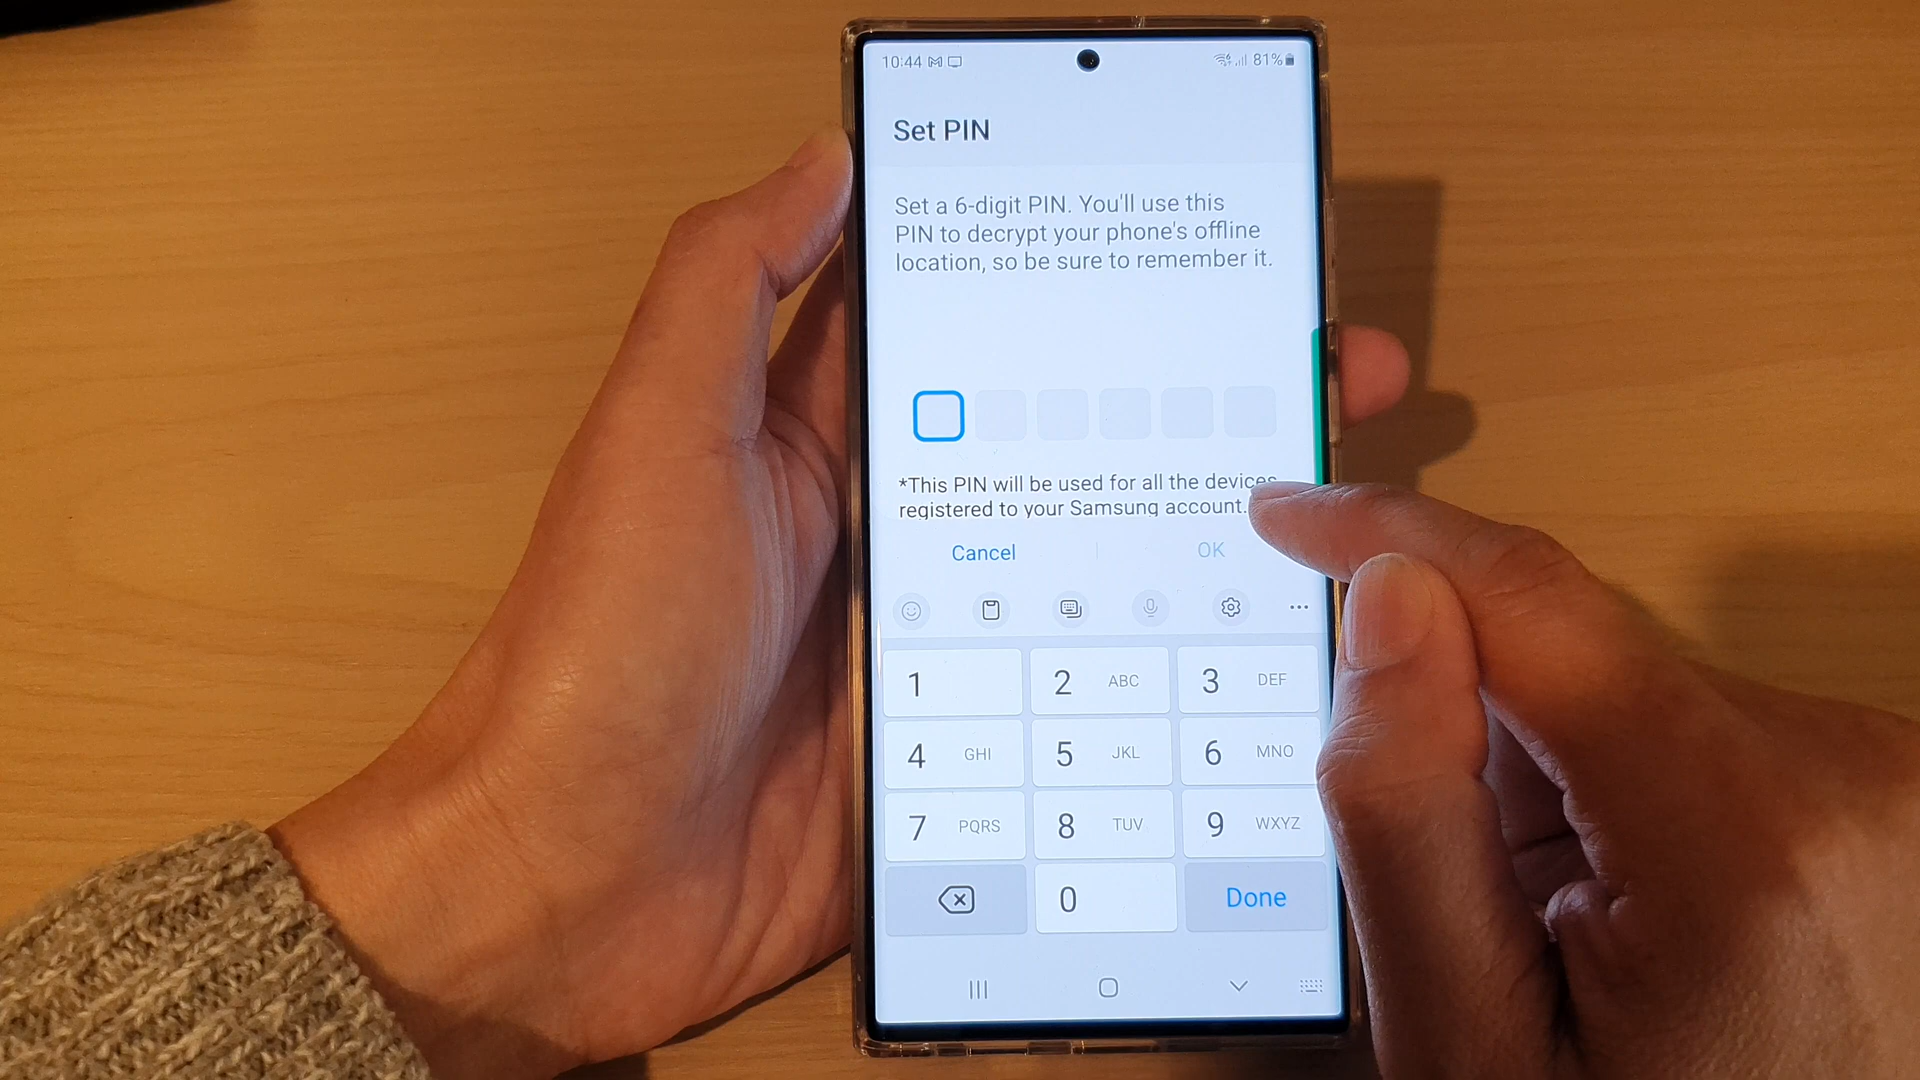 10:44 81%
Set PIN
Set a 6-digit PIN. You'll use this
PIN to decrypt your phone's offline
location, so be sure to remember it.
*This PIN will be used for all the devices
registered to your Samsung account.
Cancel OK
1 2 ABC 3 DEF
4 GHI 5 JKL 6 MNO
7 PQRS 8 TUV 9 WXYZ
0 Done